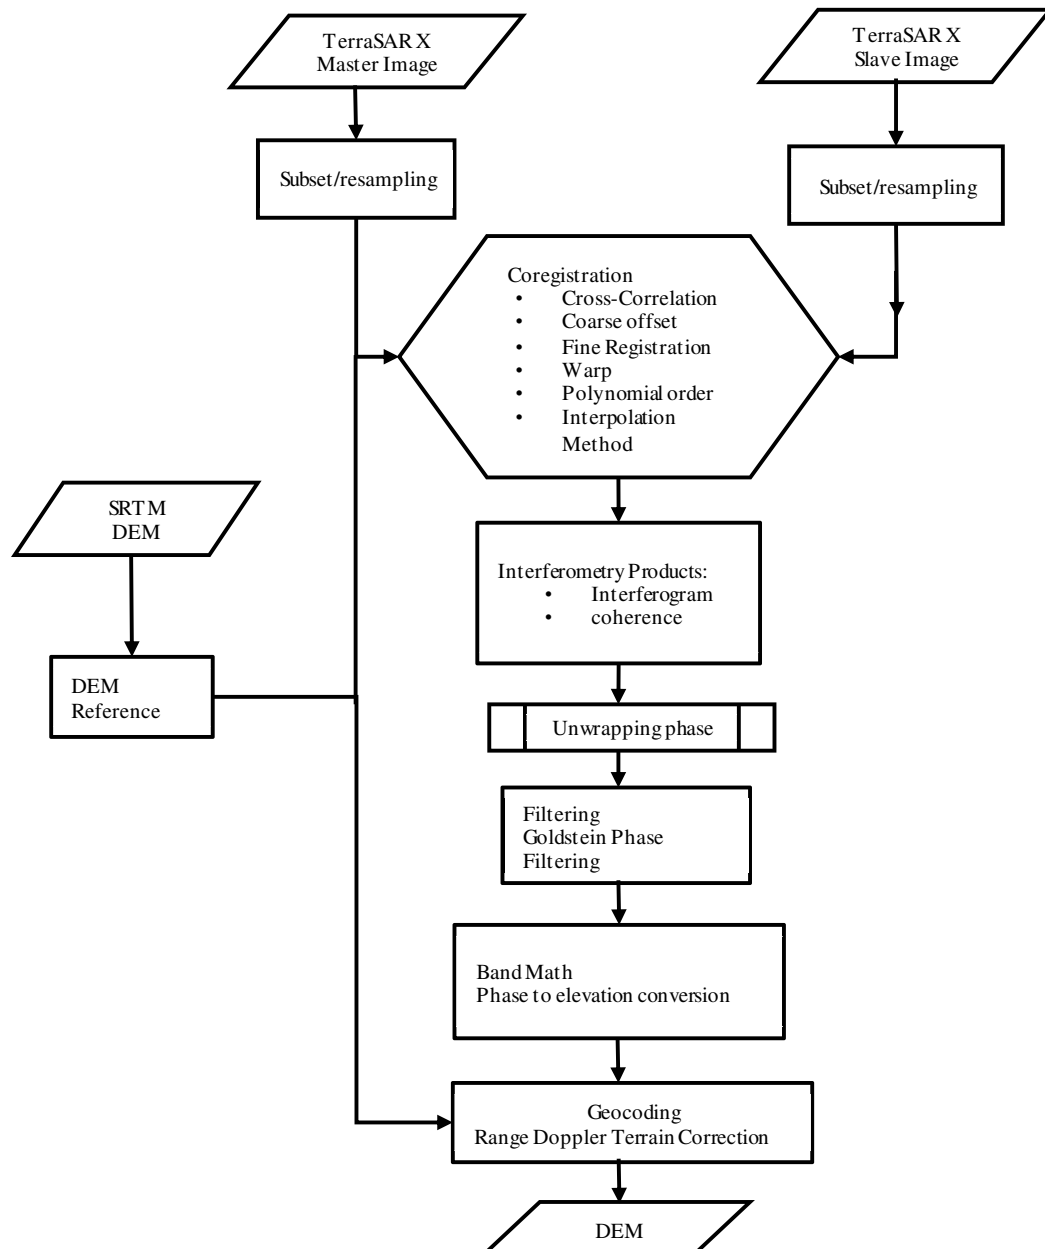 TerraSAR X
Master Image
TerraSAR X
Slave Image
Subset/resampling
Subset/resampling
Coregistration
• Cross-Correlation
• Coarse offset
• Fine Registration
• Warp
• Polynomial order
• Interpolation
Method
SRTM
DEM
Interferometry Products:
• Interferogram
• coherence
DEM
Reference
Unwrapping phase
Filtering
Goldstein Phase
Filtering
Band Math
Phase to elevation conversion
Geocoding
Range Doppler Terrain Correction
DEM